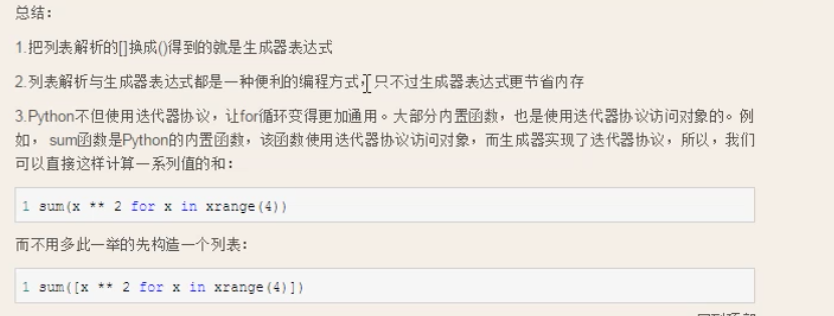 总结：
1.把列表解析的[]换成()得到的就是生成器表达式
2.列表解析与生成器表达式都是一种便利的编程方式，只不过生成器表达式更节省内存
3.Python不但使用迭代器协议，让for循环变得更加通用。大部分内置函数，也是使用迭代器协议访问对象的。例
如， sum函数是Python的内置函数，该函数使用迭代器协议访问对象，而生成器实现了迭代器协议，所以，我们
可以直接这样计算一系列值的和：
1 sum(x ** 2 for x in xrange(4))
而不用多此一举的先构造一个列表：
1 sum([x ** 2 for x in xrange(4)])